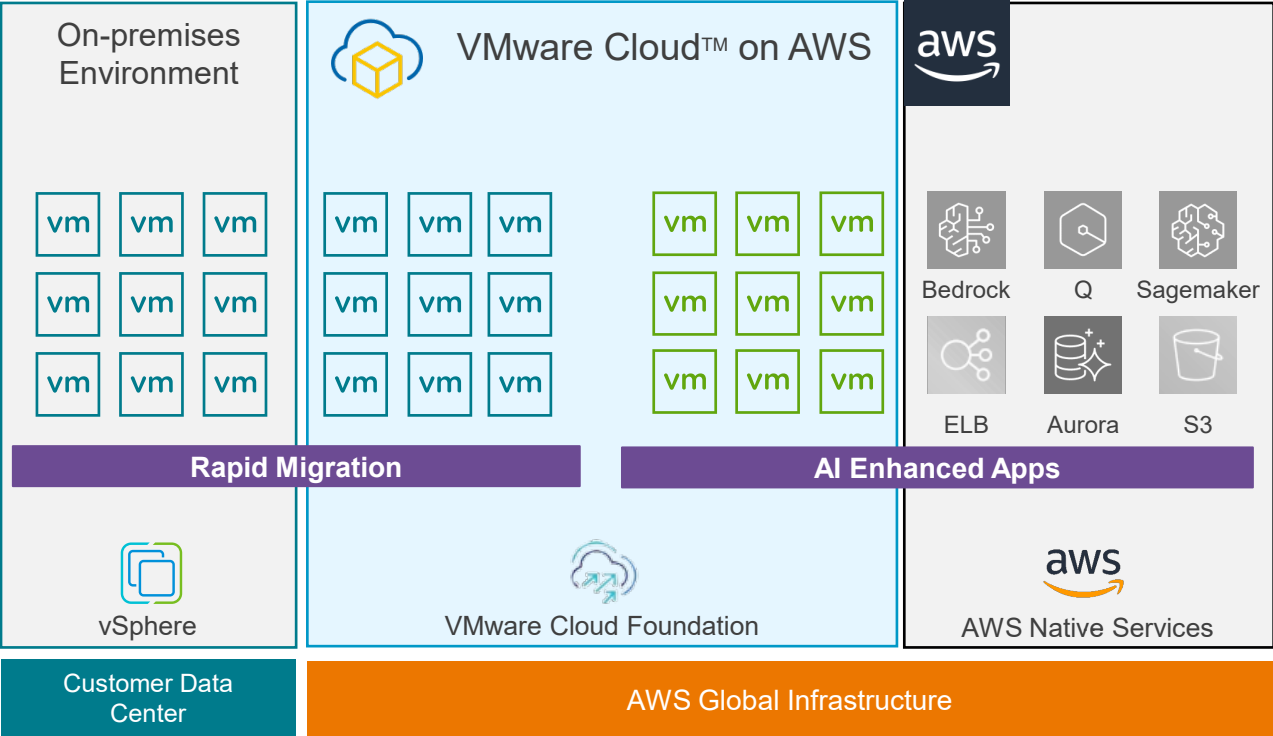 On-premises
Environment
VMware Cloud™ on AWS
aws
vm vm vm vm vm vm vm vm vm
vm vm vm vm vm vm vm vm vm
vm vm vm vm vm vm vm vm vm
Bedrock Q Sagemaker
ELB Aurora S3
Rapid Migration
AI Enhanced Apps
aws
vSphere
VMware Cloud Foundation
AWS Native Services
Customer Data
Center
AWS Global Infrastructure